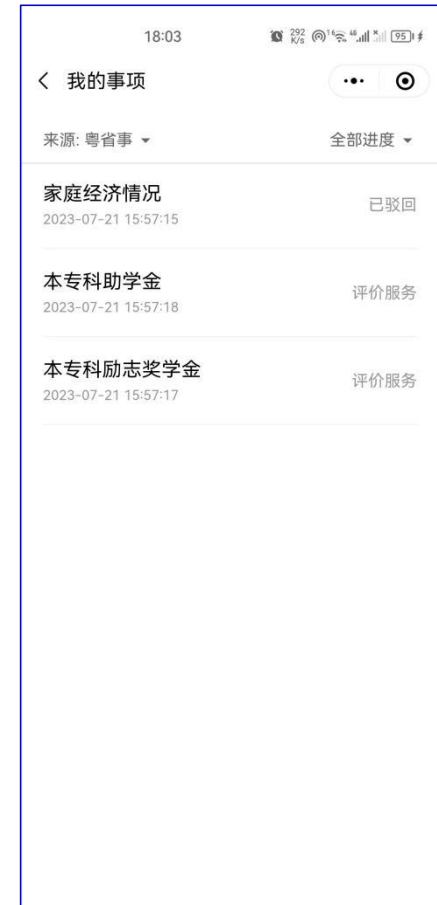 18:03
292 K/s 16 46 95
我的事项
来源: 粤省事
全部进度
家庭经济情况
已驳回
2023-07-21 15:57:15
本专科助学金
评价服务
2023-07-21 15:57:18
本专科励志奖学金
评价服务
2023-07-21 15:57:17